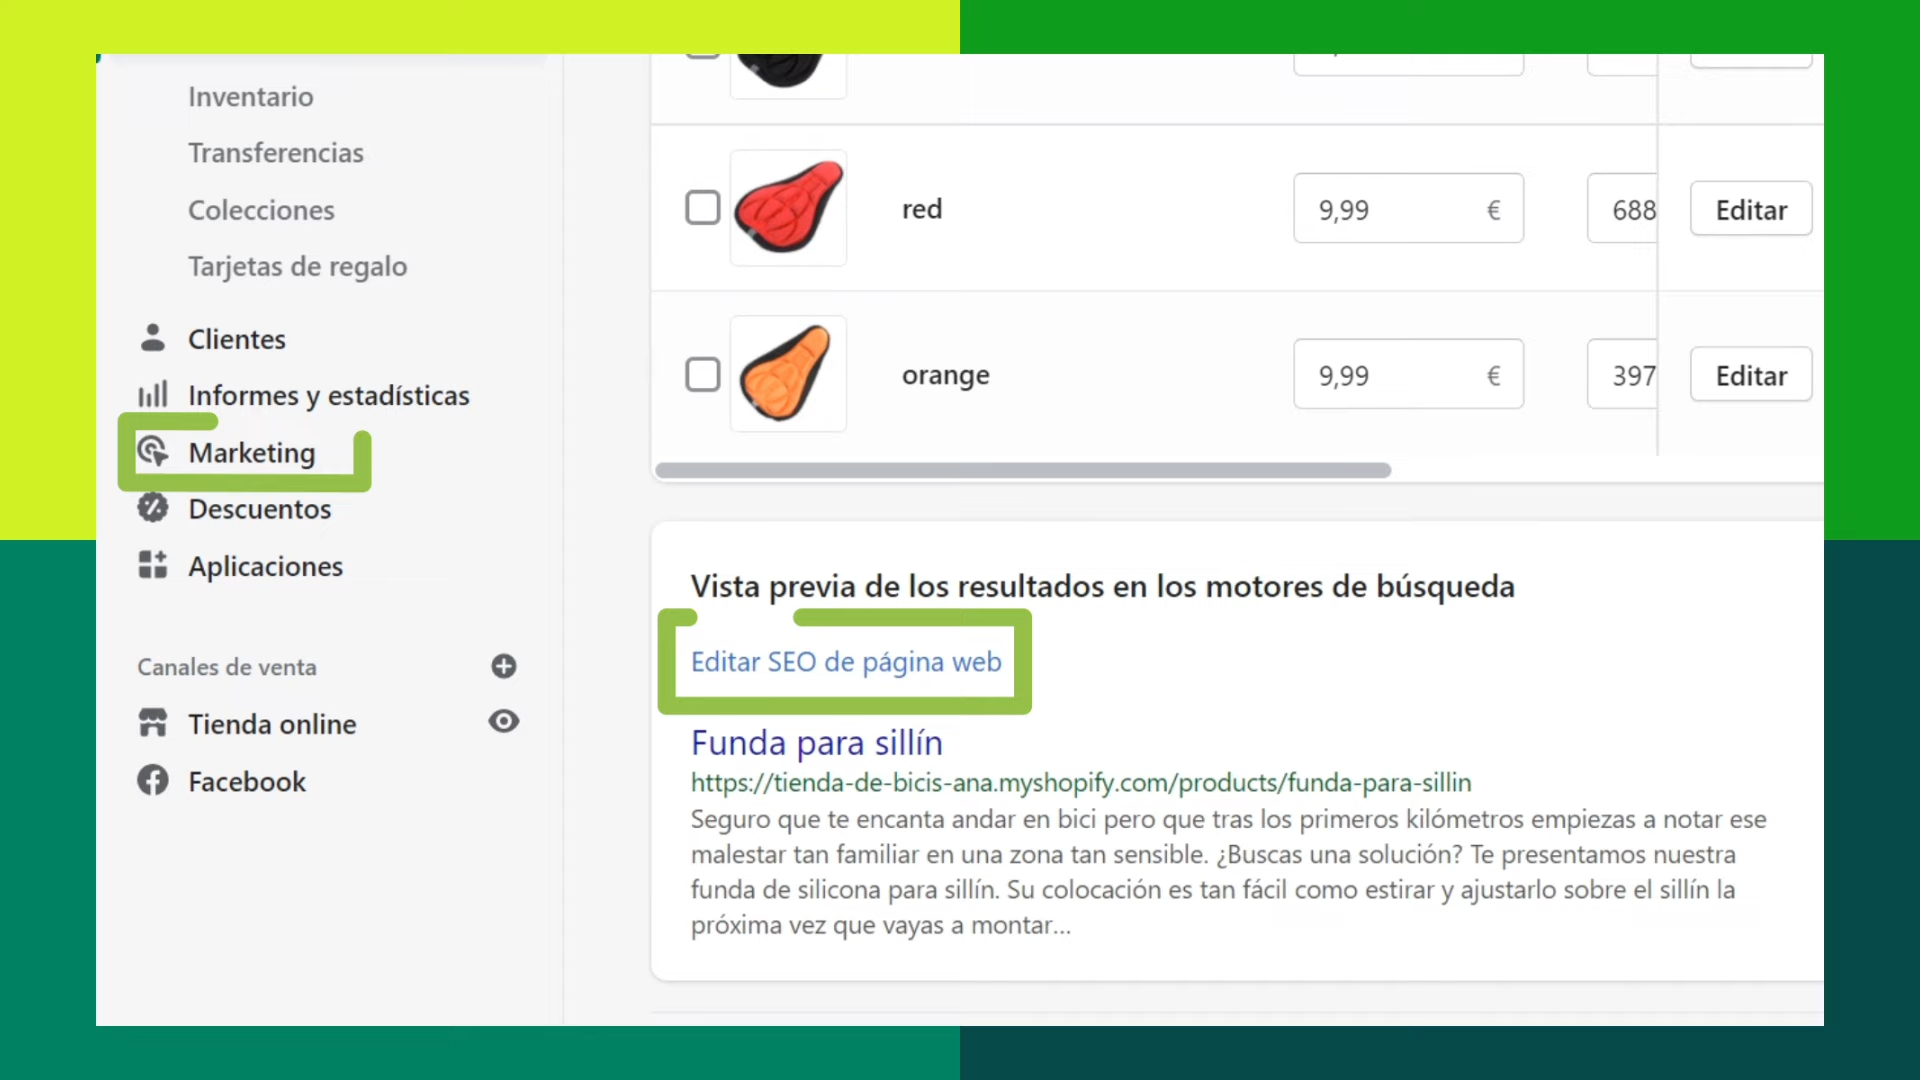 Inventario
Transferencias
Colecciones
Tarjetas de regalo
Clientes
Informes y estadísticas
Marketing
Descuentos
Aplicaciones
Canales de venta
Tienda online
Facebook
red
9,99 €
688
Editar
orange
9,99 €
397
Editar
Vista previa de los resultados en los motores de búsqueda
Editar SEO de página web
Funda para sillín
https://tienda-de-bicis-ana.myshopify.com/products/funda-para-sillin
Seguro que te encanta andar en bici pero que tras los primeros kilómetros empiezas a notar ese
malestar tan familiar en una zona tan sensible. ¿Buscas una solución? Te presentamos nuestra
funda de silicona para sillín. Su colocación es tan fácil como estirar y ajustarlo sobre el sillín la
próxima vez que vayas a montar...